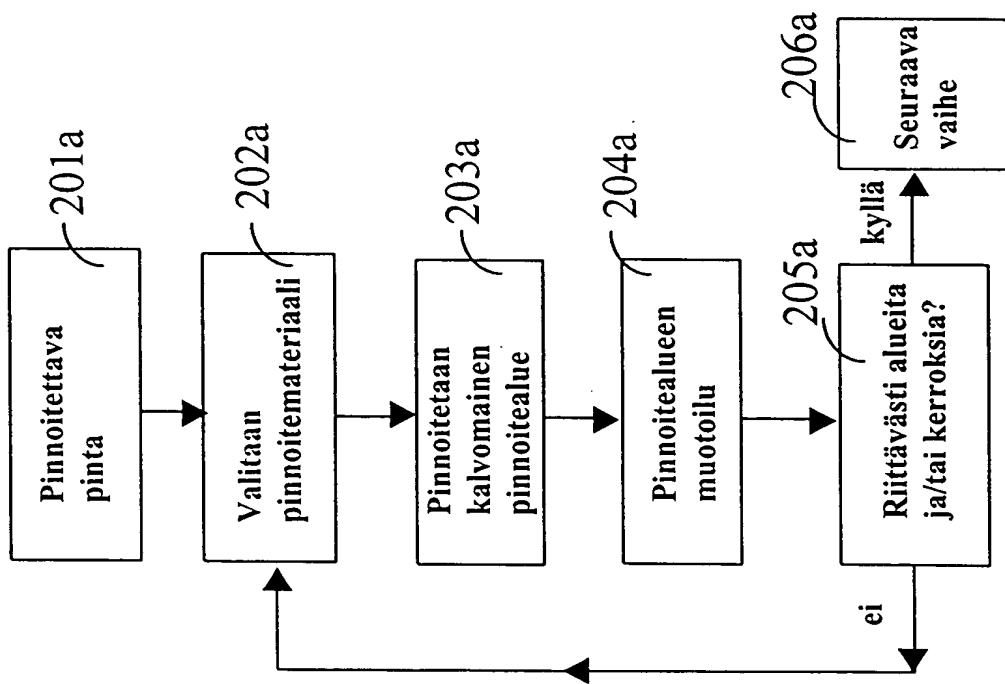 201a
Pinnoitettava
pinta
202a
Valitaan
pinnoitemateriaali
203a
Pinnoitetaan
kalvomainen
pinnoitealue
204a
Pinnoitealueen
muotoilu
205a
Riittävästi alueita
ja/tai kerroksia?
ei
kyllä
206a
Seuraava
vaihe